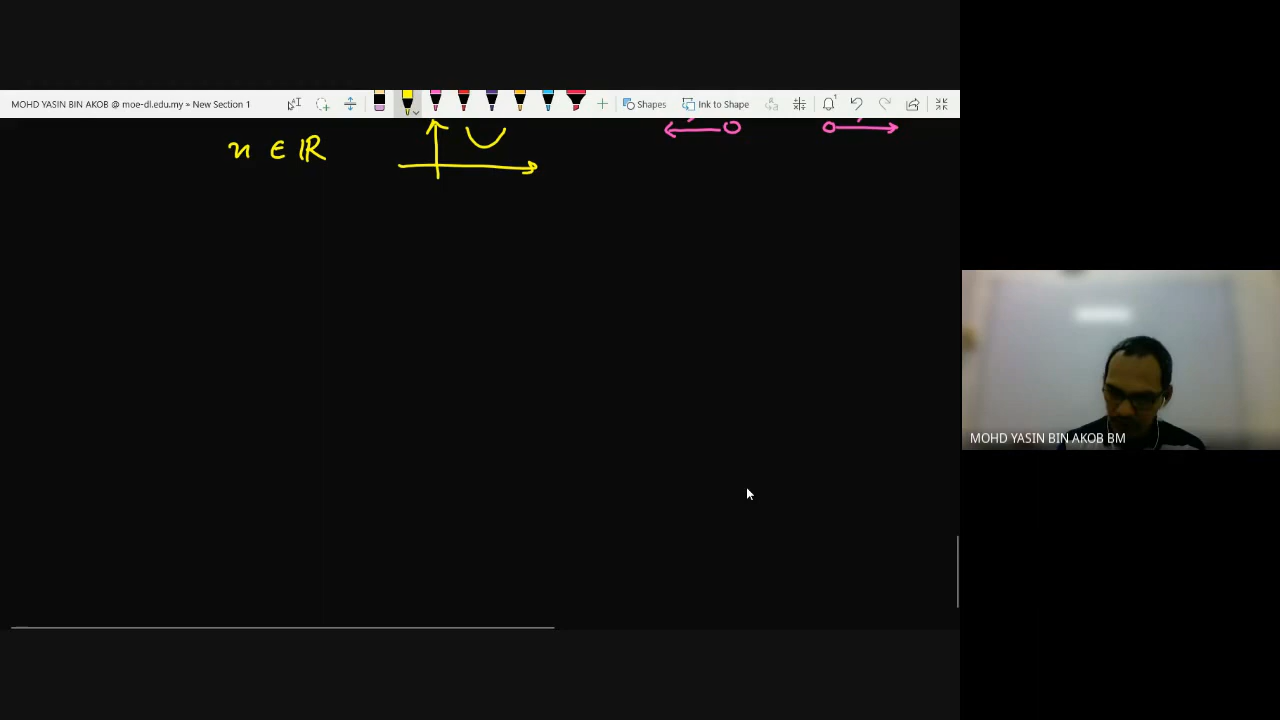 MOHD YASIN BIN AKOB @ moe-dl.edu.my » New Section 1
Shapes
Ink to Shape
x ∈ ℝ
MOHD YASIN BIN AKOB BM